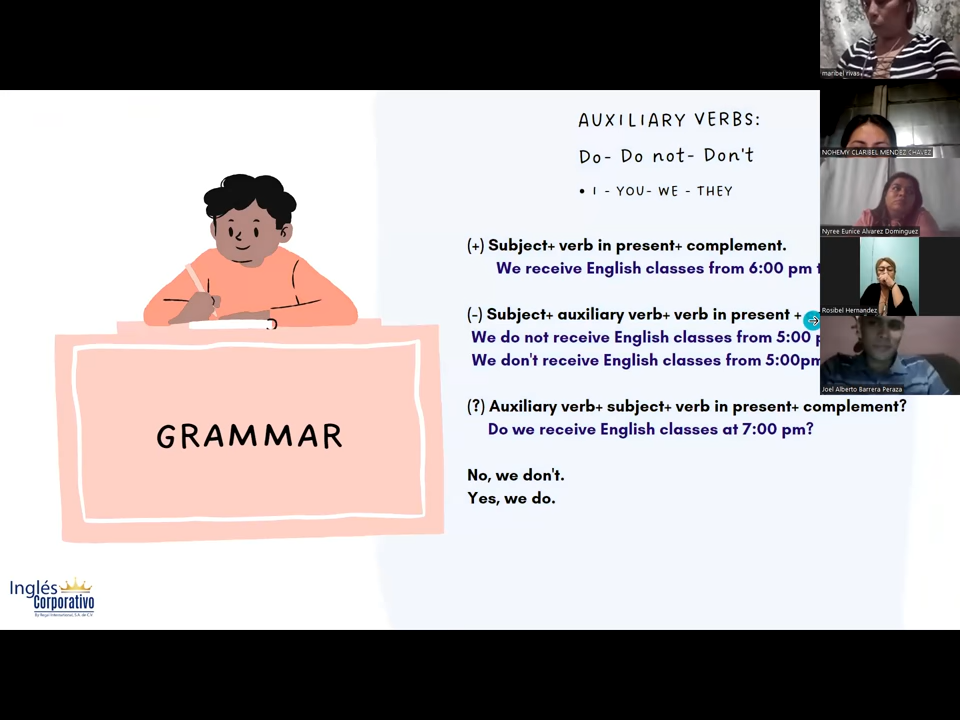 AUXILIARY VERBS:
Do- Do not- Don't
• I - YOU- WE - THEY
(+) Subject+ verb in present+ complement.
We receive English classes from 6:00 pm
(-) Subject+ auxiliary verb+ verb in present +
We do not receive English classes from 5:00
We don't receive English classes from 5:00pm
(?) Auxiliary verb+ subject+ verb in present+ complement?
Do we receive English classes at 7:00 pm?
No, we don't.
Yes, we do.
GRAMMAR
Inglés
Corporativo
maribel rivas
NOHEMY CLARIBEL MENDEZ CHAVEZ
Nyree Eunice Alvarez Dominguez
Rosibel Hernandez
Joel Alberto Barrera Peraza